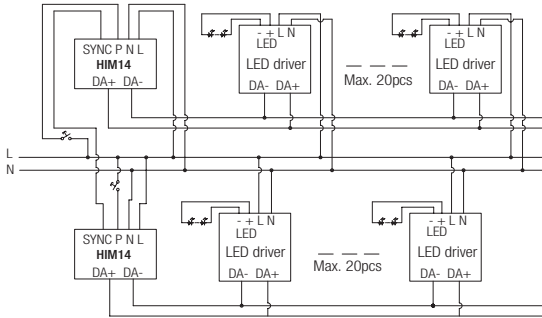 SYNC P N L
HIM14
DA+ DA-
- + L N
LED
LED driver
DA- DA+
Max. 20pcs
- + L N
LED
LED driver
DA- DA+
L
N
SYNC P N L
HIM14
DA+ DA-
- + L N
LED
LED driver
DA- DA+
Max. 20pcs
- + L N
LED
LED driver
DA- DA+